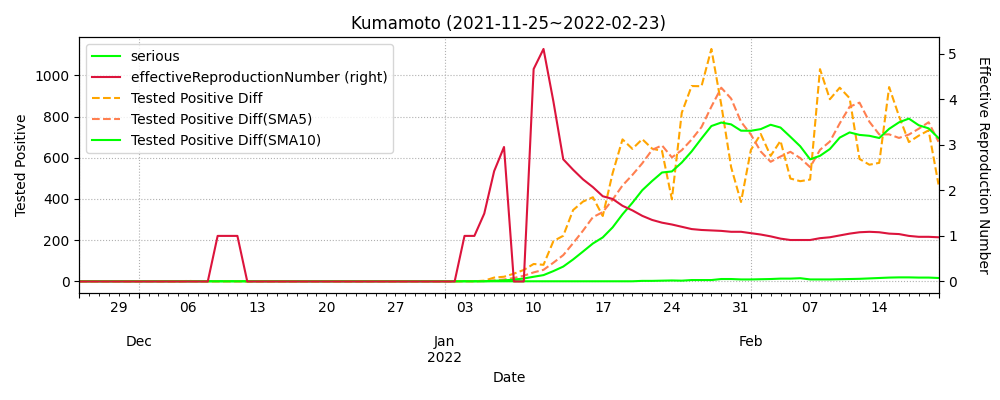 Kumamoto (2021-11-25~2022-02-23)
serious
effectiveReproductionNumber (right)
Tested Positive Diff
Tested Positive Diff(SMA5)
Tested Positive Diff(SMA10)
Tested Positive
1000
800
600
400
200
0
5
4
3
2
1
0
Effective Reproduction Number
29 06 13 20 27 03 10 17 24 31 07 14
Dec Jan Feb
2022
Date